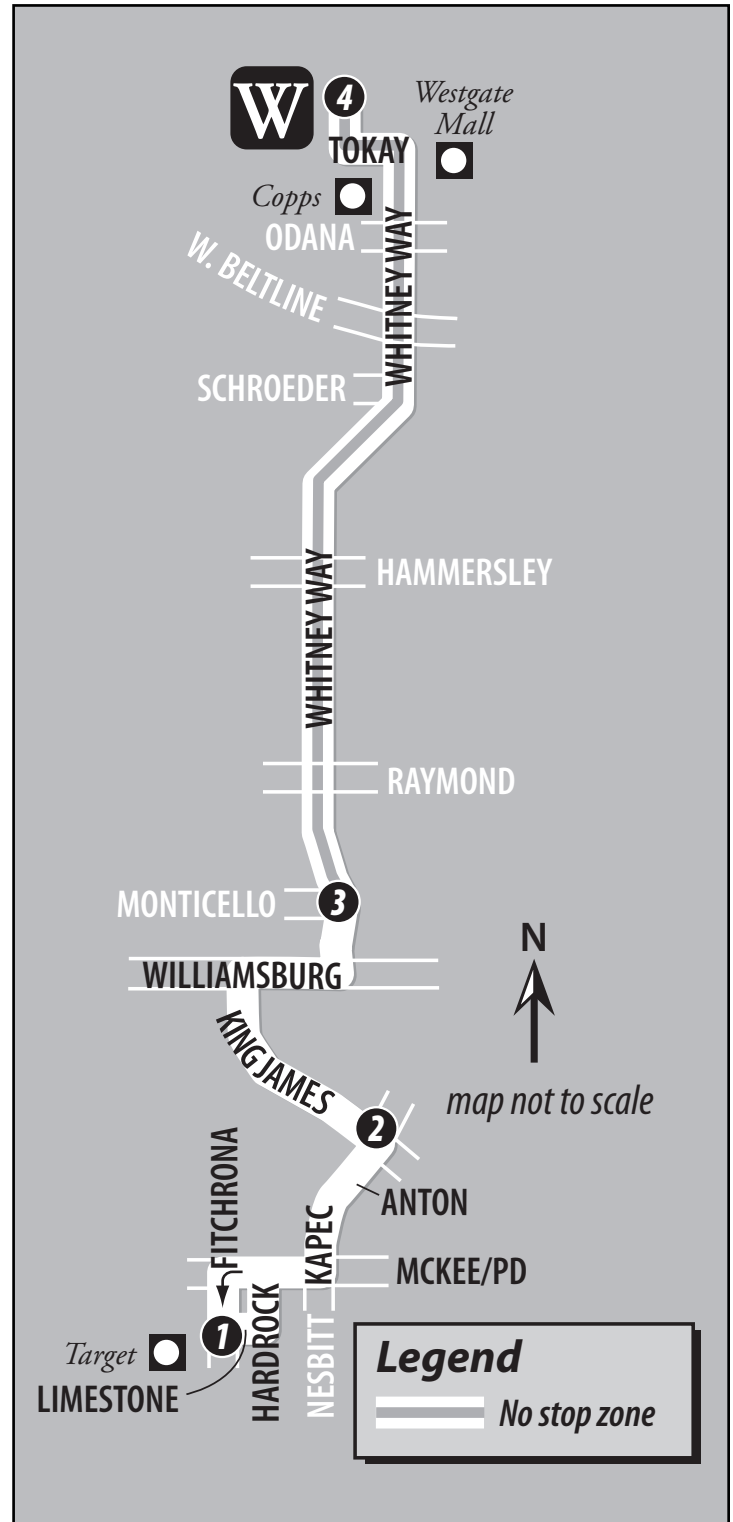 W
4
Westgate
Mall
TOKAY
Copps
ODANA
WHITNEY WAY
W. BELTLINE
SCHROEDER
HAMMERSLEY
WHITNEY WAY
RAYMOND
MONTICELLO
3
N
WILLIAMSBURG
KING JAMES
map not to scale
2
ANTON
FITCHRONA
KAPEC
MCKEE/PD
1
HARDROCK
NESBITT
Target
LIMESTONE
Legend
No stop zone